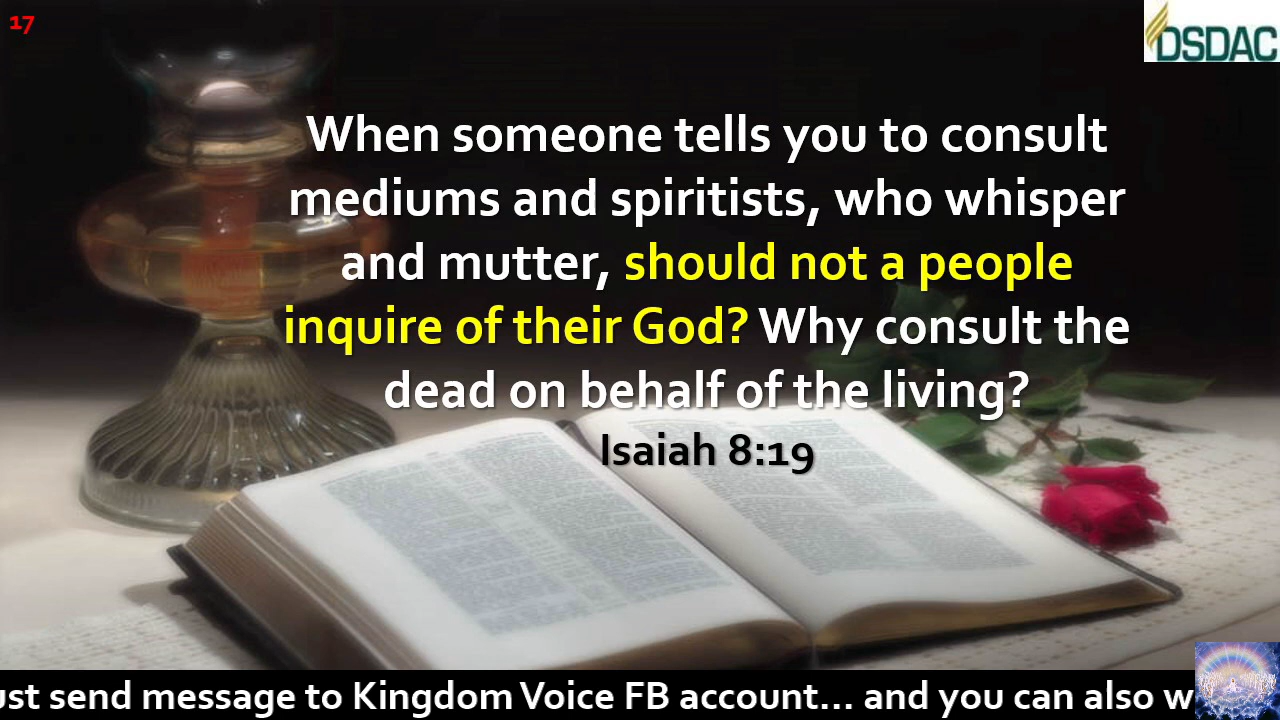 17
DSDAC
When someone tells you to consult
mediums and spiritists, who whisper
and mutter, should not a people
inquire of their God? Why consult the
dead on behalf of the living?
Isaiah 8:19
ust send message to Kingdom Voice FB account... and you can also w